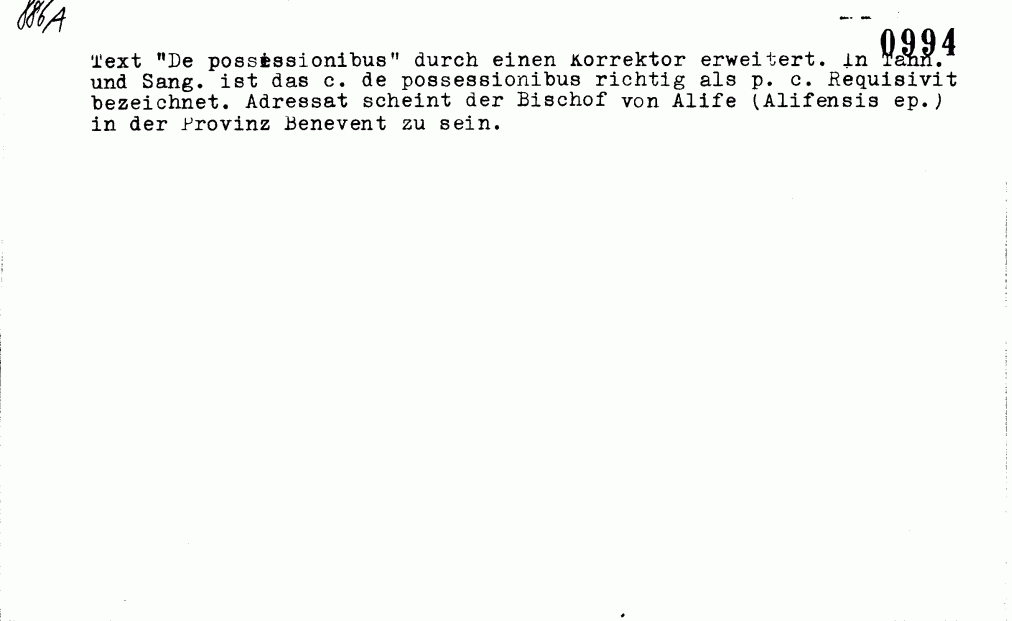 886A
0994
Text "De possessionibus" durch einen Korrektor erweitert. In Tann.
und Sang. ist das c. de possessionibus richtig als p. c. Requisivit
bezeichnet. Adressat scheint der Bischof von Alife (Alifensis ep.)
in der Provinz Benevent zu sein.